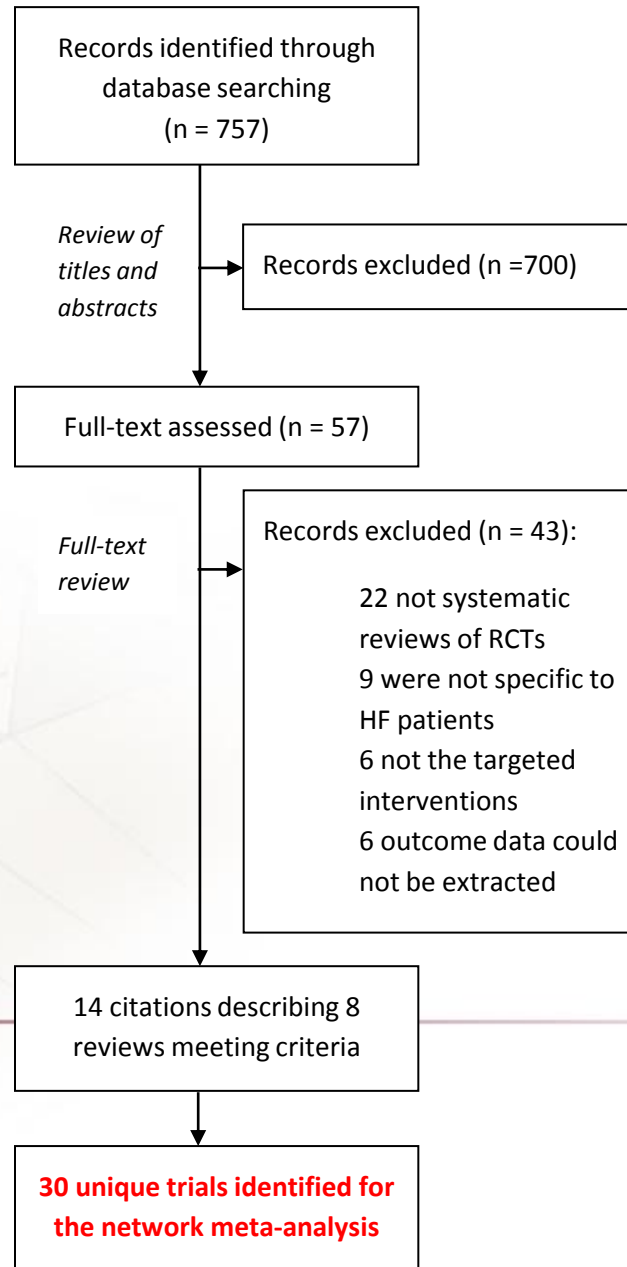 Records identified through
database searching
(n = 757)
Review of
titles and
abstracts
Records excluded (n =700)
Full-text assessed (n = 57)
Full-text
review
Records excluded (n = 43):
22 not systematic
reviews of RCTs
9 were not specific to
HF patients
6 not the targeted
interventions
6 outcome data could
not be extracted
14 citations describing 8
reviews meeting criteria
30 unique trials identified for
the network meta-analysis